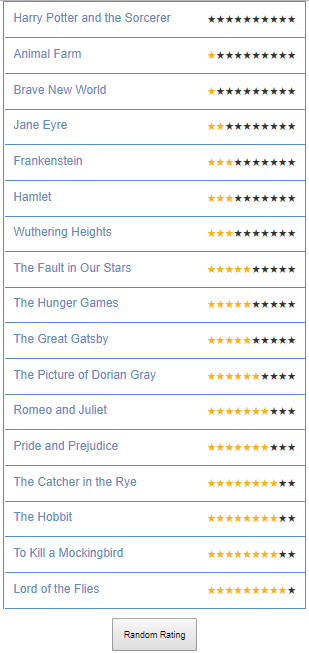 Harry Potter and the Sorcerer ★★★★★★★★★★
Animal Farm ★★★★★★★★★★
Brave New World ★★★★★★★★★★
Jane Eyre ★★★★★★★★★★
Frankenstein ★★★★★★★★★★
Hamlet ★★★★★★★★★★
Wuthering Heights ★★★★★★★★★★
The Fault in Our Stars ★★★★★★★★★★
The Hunger Games ★★★★★★★★★★
The Great Gatsby ★★★★★★★★★★
The Picture of Dorian Gray ★★★★★★★★★★
Romeo and Juliet ★★★★★★★★★★
Pride and Prejudice ★★★★★★★★★★
The Catcher in the Rye ★★★★★★★★★★
The Hobbit ★★★★★★★★★★
To Kill a Mockingbird ★★★★★★★★★★
Lord of the Flies ★★★★★★★★★★
Random Rating